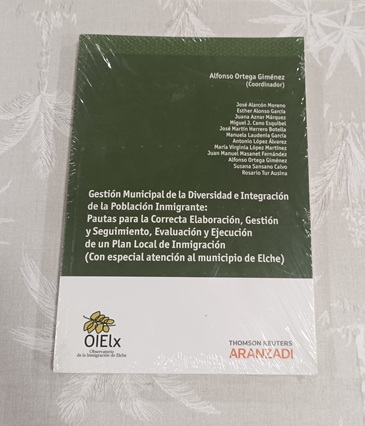 Alfonso Ortega Giménez
(Coordinador)
José Alarcón Moreno
Esther Alonso García
Juana Aznar Márquez
Miguel J. Cano Esquibel
José Martín Herrero Botella
Manuela Laudenia García
Antonio López Álvarez
María Virginia López Martínez
Juan Manuel Masanet Fernández
Alfonso Ortega Giménez
Susana Sansano Calvo
Rosario Tur Ausina
Gestión Municipal de la Diversidad e Integración
de la Población Inmigrante:
Pautas para la Correcta Elaboración, Gestión
y Seguimiento, Evaluación y Ejecución
de un Plan Local de Inmigración
(Con especial atención al municipio de Elche)
OIElx
Observatorio
de la Inmigración de Elche
THOMSON REUTERS
ARANZADI